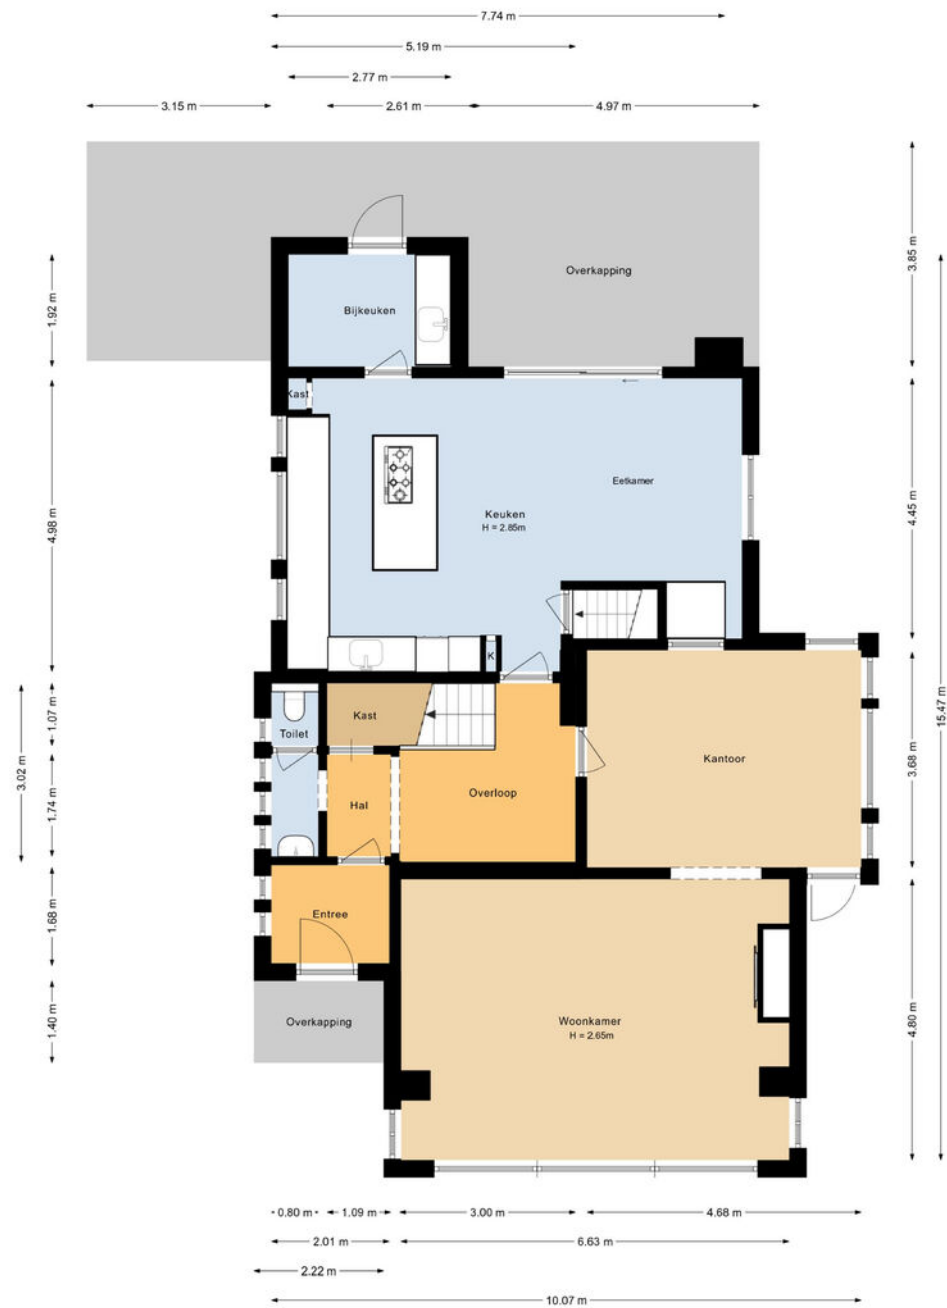 7.74 m
5.19 m
2.77 m
3.15 m
2.61 m
4.97 m
Overkapping
3.85 m
1.92 m
Bijkeuken
Kast
Eetkamer
Keuken
H = 2.85m
4.98 m
4.45 m
K
15.47 m
Kast
Toilet
1.07 m
3.02 m
Kantoor
3.68 m
Overloop
Hal
1.74 m
Entree
1.68 m
Overkapping
1.40 m
Woonkamer
H = 2.65m
4.80 m
0.80 m
1.09 m
3.00 m
4.68 m
2.01 m
6.63 m
2.22 m
10.07 m